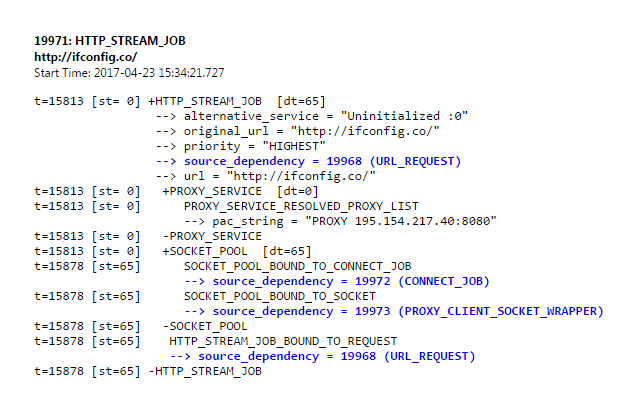 19971: HTTP_STREAM_JOB
http://ifconfig.co/
Start Time: 2017-04-23 15:34:21.727
t=15813 [st= 0] +HTTP_STREAM_JOB [dt=65]
--> alternative_service = "Uninitialized :0"
--> original_url = "http://ifconfig.co/"
--> priority = "HIGHEST"
--> source_dependency = 19968 (URL_REQUEST)
--> url = "http://ifconfig.co/"
t=15813 [st= 0] +PROXY_SERVICE [dt=0]
t=15813 [st= 0] PROXY_SERVICE_RESOLVED_PROXY_LIST
--> pac_string = "PROXY 195.154.217.40:8080"
t=15813 [st= 0] -PROXY_SERVICE
t=15813 [st= 0] +SOCKET_POOL [dt=65]
t=15878 [st=65] SOCKET_POOL_BOUND_TO_CONNECT_JOB
--> source_dependency = 19972 (CONNECT_JOB)
t=15878 [st=65] SOCKET_POOL_BOUND_TO_SOCKET
--> source_dependency = 19973 (PROXY_CLIENT_SOCKET_WRAPPER)
t=15878 [st=65] -SOCKET_POOL
t=15878 [st=65] HTTP_STREAM_JOB_BOUND_TO_REQUEST
--> source_dependency = 19968 (URL_REQUEST)
t=15878 [st=65] -HTTP_STREAM_JOB